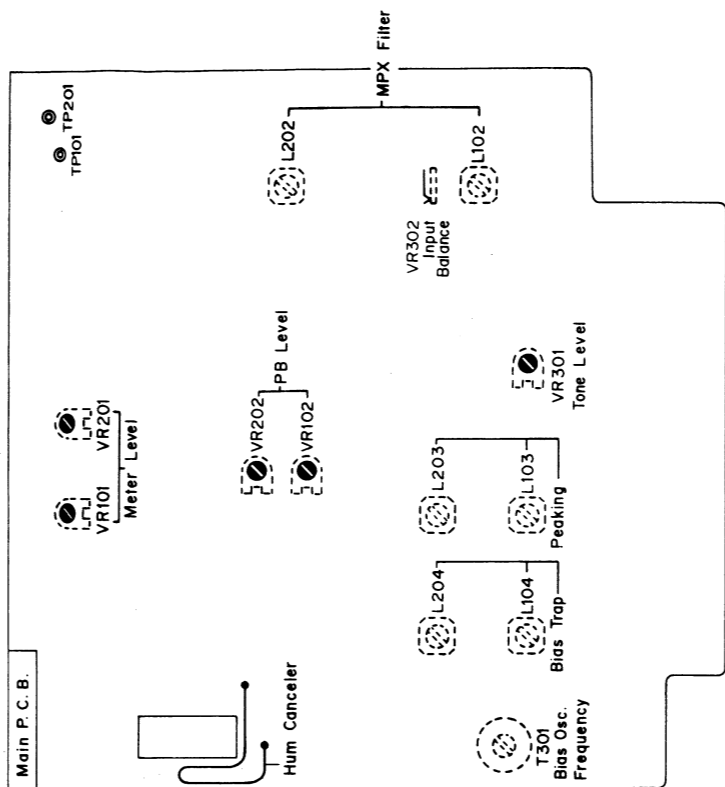 Main P. C. B.
TP101
TP201
VR101
VR201
Meter Level
L202
MPX Filter
L102
VR302
Input
Balance
VR202
VR102
PB Level
VR301
Tone Level
L203
L103
Peaking
L204
L104
Bias Trap
Hum Canceler
T301
Bias Osc.
Frequency